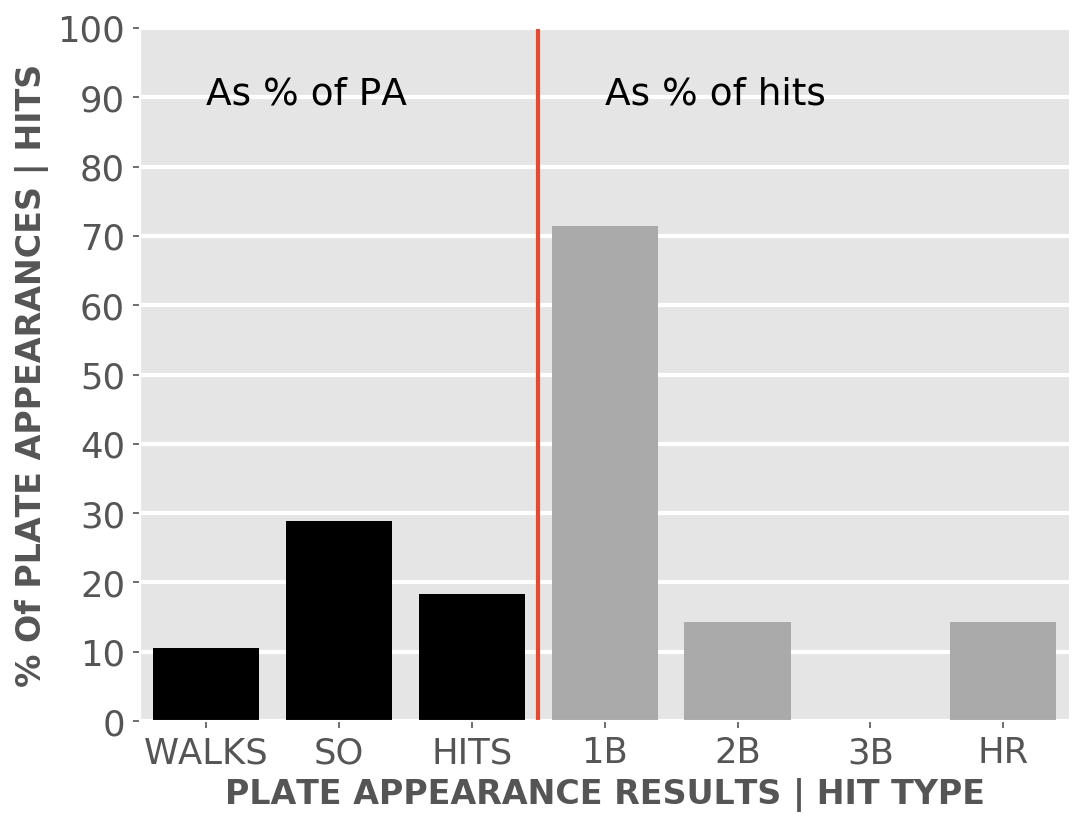 % Of PLATE APPEARANCES | HITS
100
90
80
70
60
50
40
30
20
10
0
As % of PA
As % of hits
WALKS
SO
HITS
1B
2B
3B
HR
PLATE APPEARANCE RESULTS | HIT TYPE